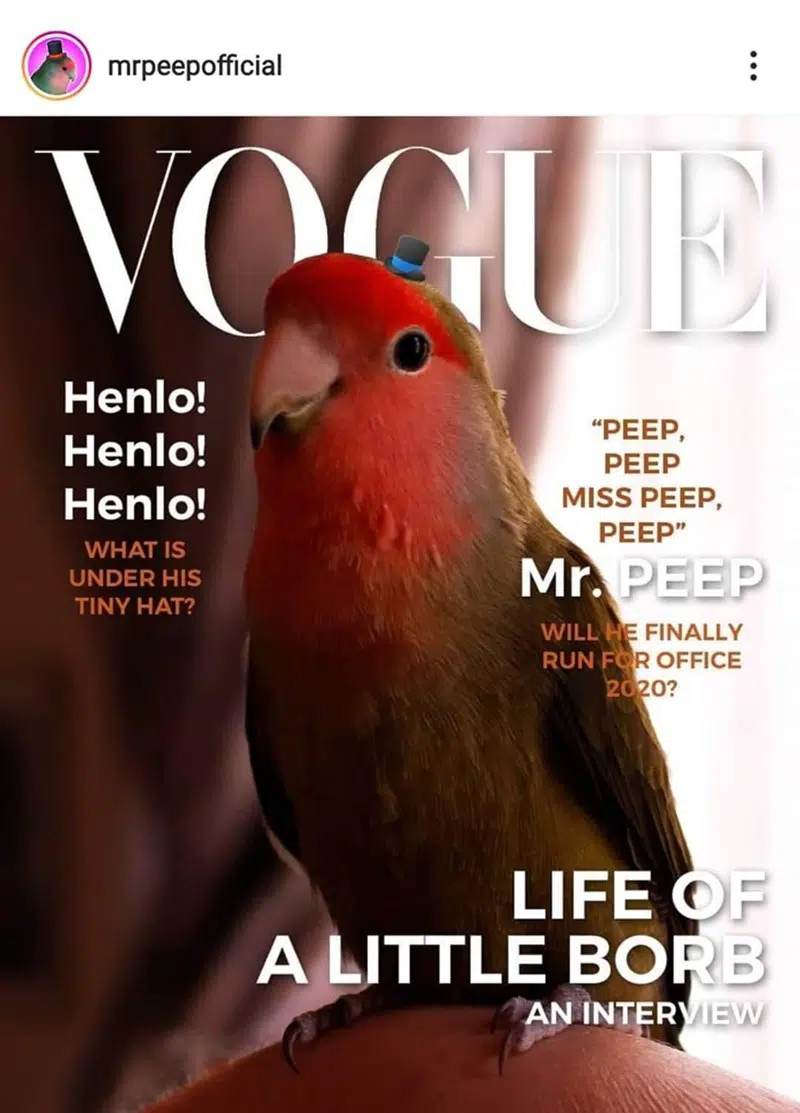 mrpeepofficial
VOGUE
Henlo!
Henlo!
Henlo!
WHAT IS
UNDER HIS
TINY HAT?
“PEEP,
PEEP
MISS PEEP,
PEEP”
Mr. PEEP
WILL HE FINALLY
RUN FOR OFFICE
2020?
LIFE OF
A LITTLE BORB
AN INTERVIEW